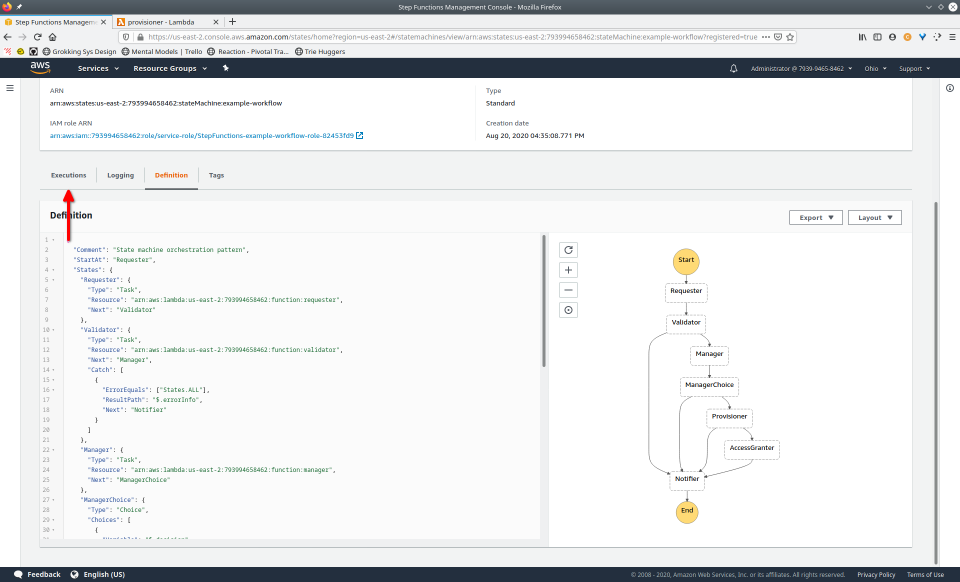 Step Functions Management Console - Mozilla Firefox
Step Functions Managemen
provisioner - Lambda
https://us-east-2.console.aws.amazon.com/states/home?region=us-east-2#/statemachines/view/arn:aws:states:us-east-2:793994658462:stateMachine:example-workflow?registered=true
Grokking Sys Design
Mental Models | Trello
Reaction - Pivotal Tra...
Trie Huggers
aws
Services
Resource Groups
Administrator @ 7939-9465-8462
Ohio
Support
ARN
arn:aws:states:us-east-2:793994658462:stateMachine:example-workflow
Type
Standard
IAM role ARN
arn:aws:iam::793994658462:role/service-role/StepFunctions-example-workflow-role-82453fd9
Creation date
Aug 20, 2020 04:35:08.771 PM
Executions
Logging
Definition
Tags
Definition
Export
Layout
1
2 "Comment": "State machine orchestration pattern",
3 "StartAt": "Requester",
4 "States": {
5 "Requester": {
6 "Type": "Task",
7 "Resource": "arn:aws:lambda:us-east-2:793994658462:function:requester",
8 "Next": "Validator"
9 },
10 "Validator": {
11 "Type": "Task",
12 "Resource": "arn:aws:lambda:us-east-2:793994658462:function:validator",
13 "Next": "Manager",
14 "Catch": [
15 {
16 "ErrorEquals": ["States.ALL"],
17 "ResultPath": "$.errorInfo",
18 "Next": "Notifier"
19 }
20 ]
21 },
22 "Manager": {
23 "Type": "Task",
24 "Resource": "arn:aws:lambda:us-east-2:793994658462:function:manager",
25 "Next": "ManagerChoice"
26 },
27 "ManagerChoice": {
28 "Type": "Choice",
29 "Choices": [
30 {
Start
Requester
Validator
Manager
ManagerChoice
Provisioner
AccessGranter
Notifier
End
Feedback
English (US)
© 2008 - 2020, Amazon Web Services, Inc. or its affiliates. All rights reserved.
Privacy Policy
Terms of Use